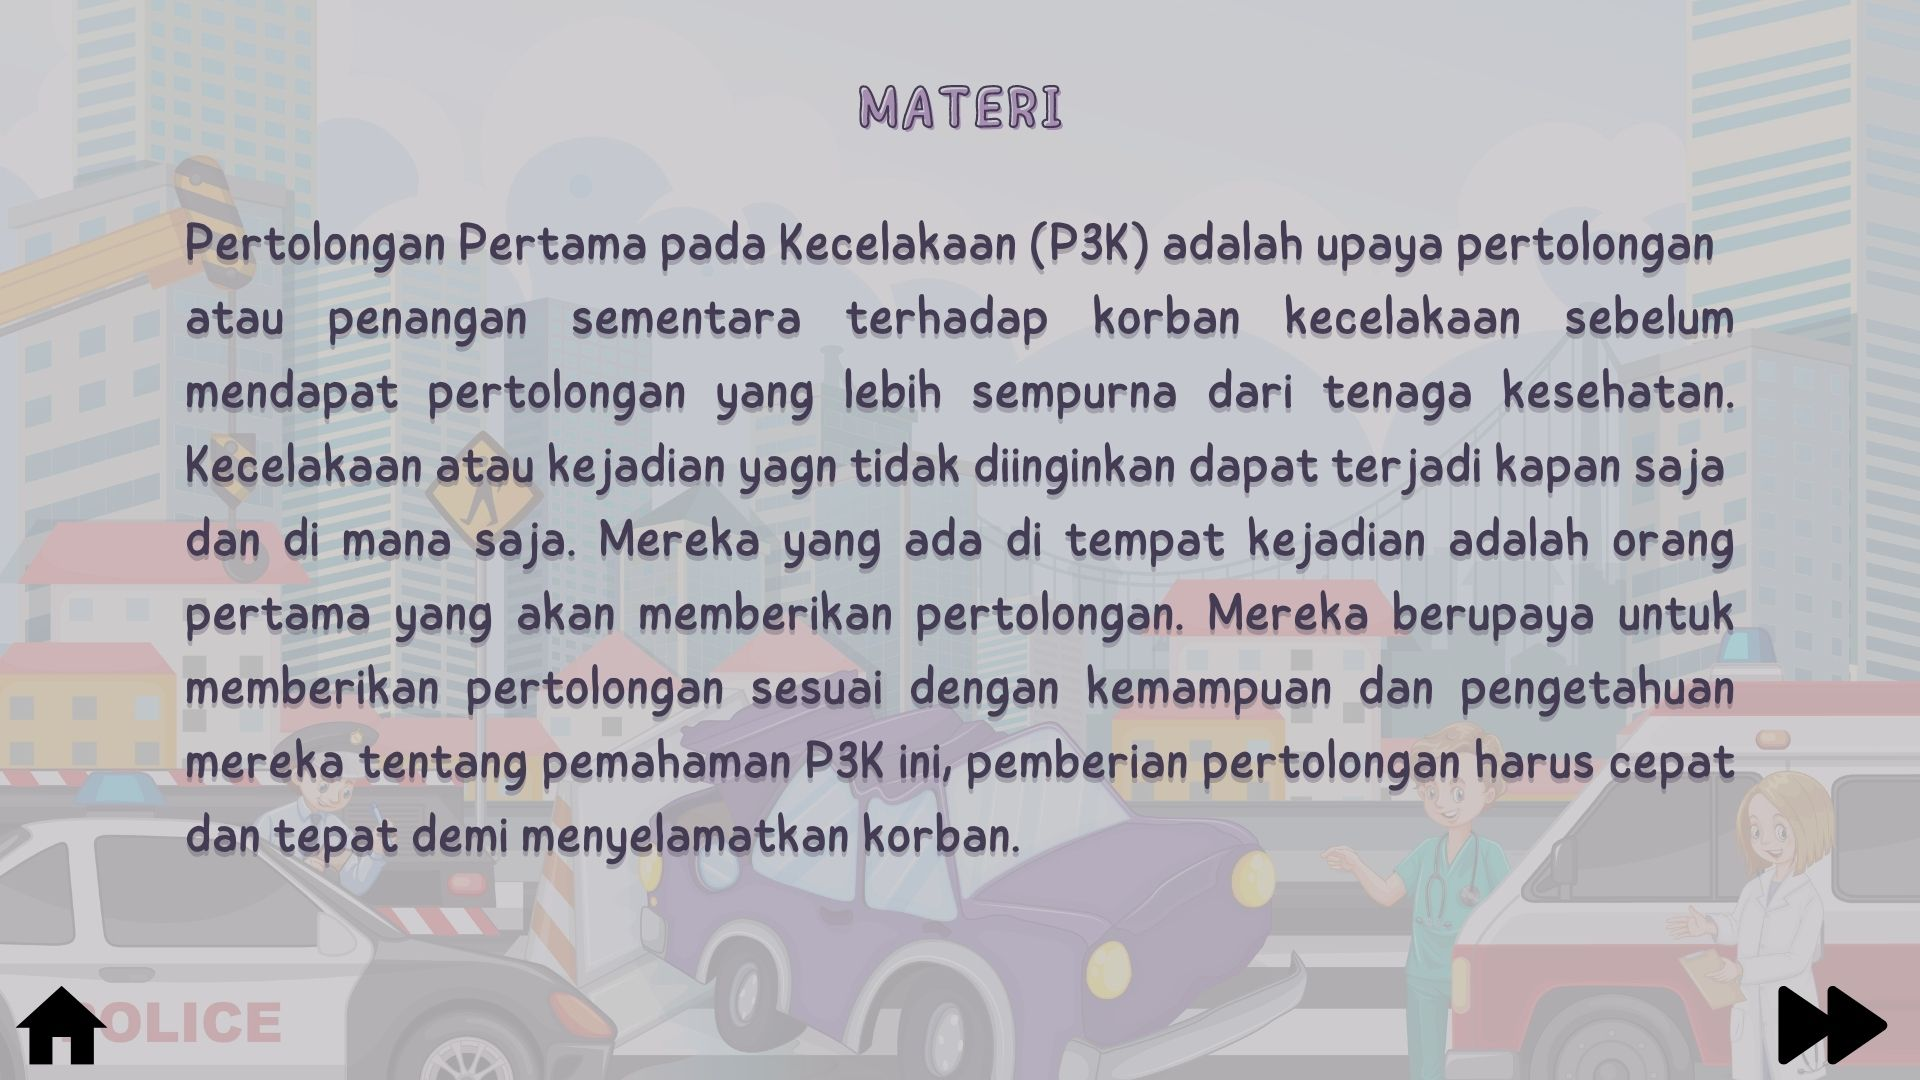 MATERI
Pertolongan Pertama pada Kecelakaan (P3K) adalah upaya pertolongan
atau penangan sementara terhadap korban kecelakaan sebelum
mendapat pertolongan yang lebih sempurna dari tenaga kesehatan.
Kecelakaan atau kejadian yagn tidak diinginkan dapat terjadi kapan saja
dan di mana saja. Mereka yang ada di tempat kejadian adalah orang
pertama yang akan memberikan pertolongan. Mereka berupaya untuk
memberikan pertolongan sesuai dengan kemampuan dan pengetahuan
mereka tentang pemahaman P3K ini, pemberian pertolongan harus cepat
dan tepat demi menyelamatkan korban.
POLICE